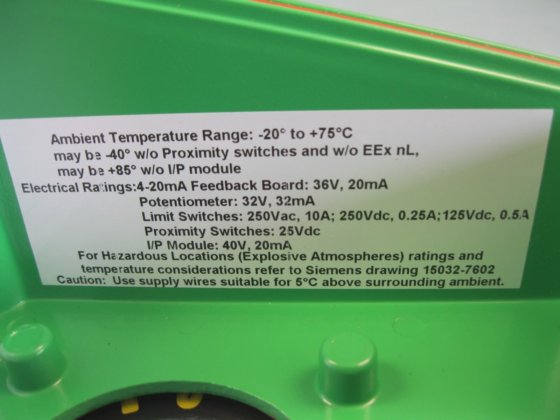 Ambient Temperature Range: -20° to +75°C
may be -40° w/o Proximity switches and w/o EEx nL,
may be +85° w/o I/P module
Electrical Ratings:4-20mA Feedback Board: 36V, 20mA
Potentiometer: 32V, 32mA
Limit Switches: 250Vac, 10A; 250Vdc, 0.25A;125Vdc, 0.5A
Proximity Switches: 25Vdc
I/P Module: 40V, 20mA
For Hazardous Locations (Explosive Atmospheres) ratings and
temperature considerations refer to Siemens drawing 15032-7602
Caution: Use supply wires suitable for 5°C above surrounding ambient.